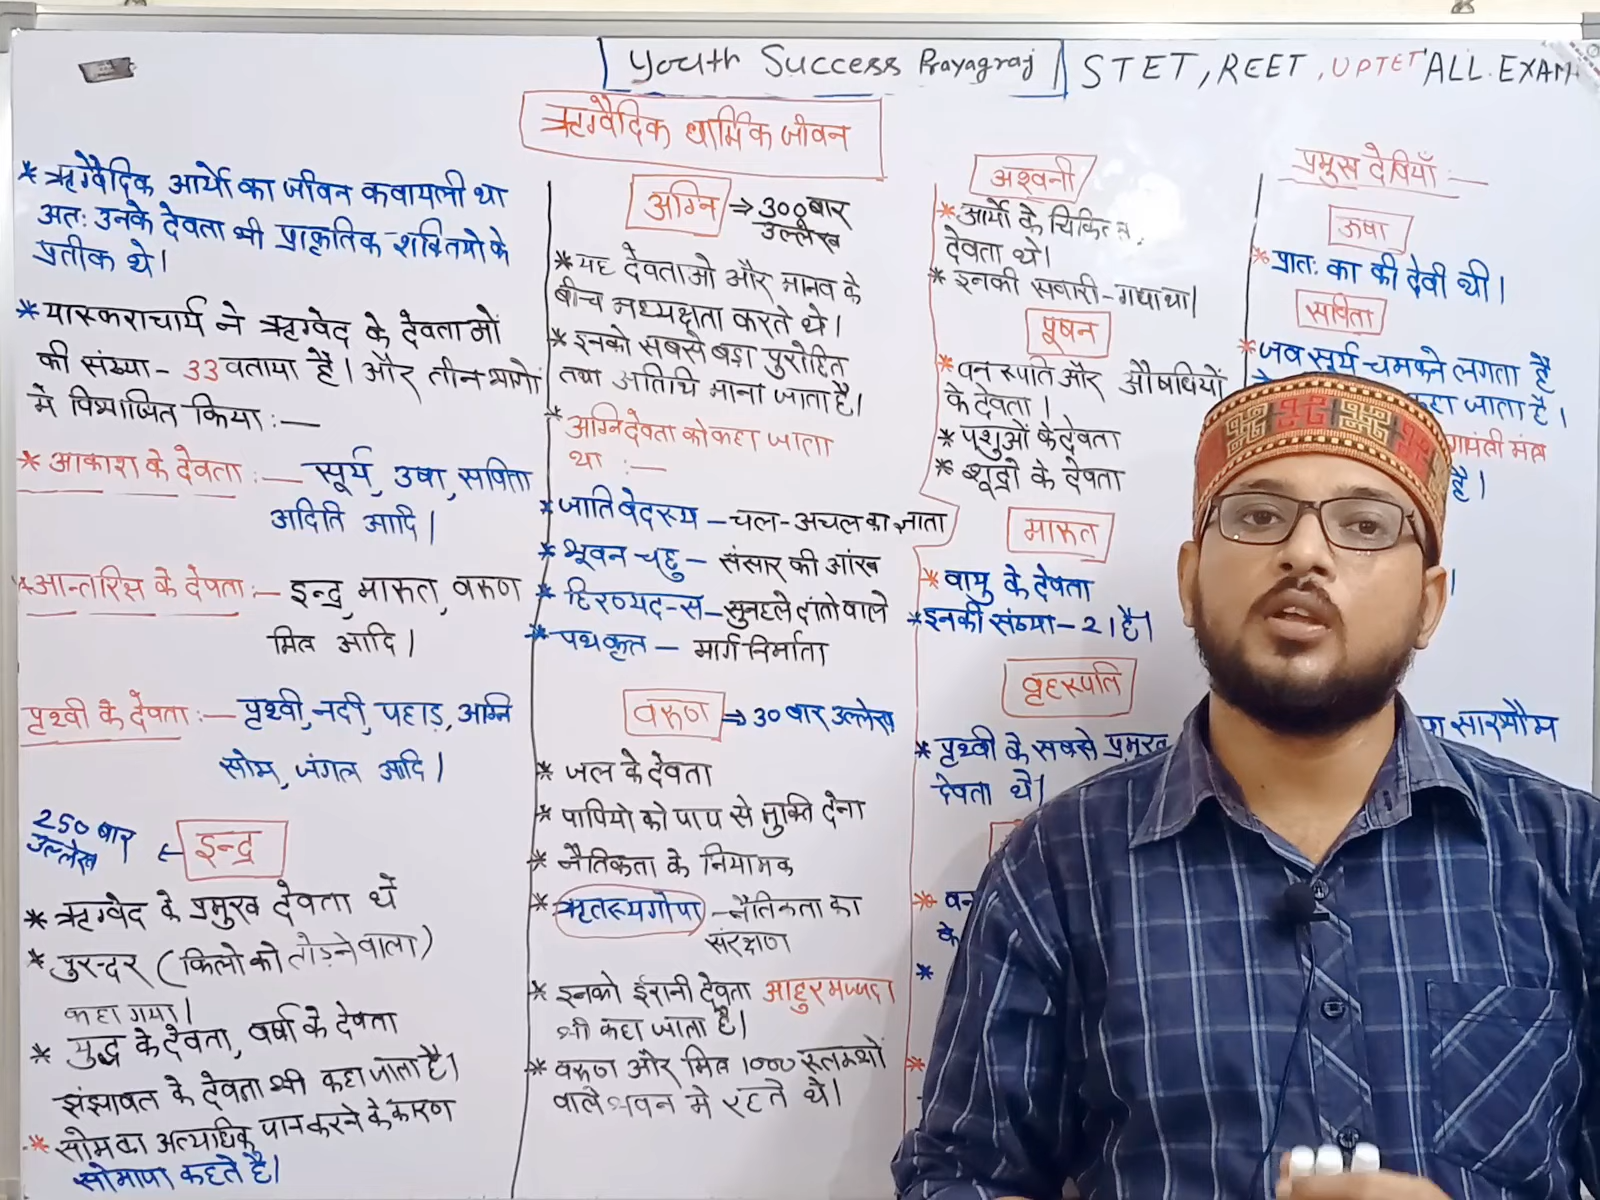 Youth Success Prayagraj
STET, REET, UPTET ALL. EXAM
ऋग्वैदिक धार्मिक जीवन
* ऋग्वैदिक आर्यो का जीवन कबायली था
अतः उनके देवता भी प्राकृतिक शक्तियो के
प्रतीक थे।
* यास्कराचार्य ने ऋग्वेद के देवताओं
की संख्या - 33 बताया है। और तीन भागो
मे विभाजित किया :—
* आकाश के देवता :— सूर्य, उषा, सविता
अदिति आदि।
* आन्तरिस के देवता :— इन्द्र, मारुत, वरुण
मित्र आदि।
पृथ्वी के देवता :— पृथ्वी, नदी, पहाड़, अग्नि
सोम, जंगल आदि।
250 बार
उल्लेख
← इन्द्र
* ऋग्वेद के प्रमुख देवता थे
* पुरन्दर (किलो को तोड़ने वाला)
कहा गया।
* युद्ध के देवता, वर्षा के देवता
झंझावत के देवता भी कहा जाता है।
* सोम का अत्याधिक पान करने के कारण
सोमापा कहते है।
अग्नि ⇒ 300 बार
उल्लेख
* यह देवताओ और मानव के
बीच मध्यक्षता करते थे।
* इनको सबसे बड़ा पुरोहित
तथा अतिथि माना जाता है।
* अग्नि देवता को कहा जाता
था :—
* जातिवेदस्य – चल-अचल का ज्ञाता
* भूवन चहु – संसार की आंख
* हिरण्यद-स – सुनहले दांतो वाले
* पथकृत – मार्ग निर्माता
वरुण ⇒ 30 बार उल्लेख
* जल के देवता
* पापियो को पाप से मुक्ति देना
* नैतिकता के नियामक
* ऋतस्यगोपा – नैतिकता का
संरक्षण
* इनको ईरानी देवता आहुरमज्जदा
भी कहा जाता है।
* वरुण और मित्र 1000 स्तम्भों
वाले भवन मे रहते थे।
अश्वनी
* आर्यो के
देवता थे।
* इनकी सवारी - गधा था।
पूषन
* वनस्पति और औषधियों
के देवता।
* पशुओं के देवता
* शूद्रो के देवता
मारुत
* वायु के देवता
* इनकी संख्या – 21 है।
वृहस्पति
* पृथ्वी के सबसे प्रमुख
देवता थे।
* वन
के
*
*
प्रमुख देवियाँ :—
ऊषा
* प्रातः का की देवी थी।
सविता
* जब सूर्य चमकने लगता है
जाता है।
है।